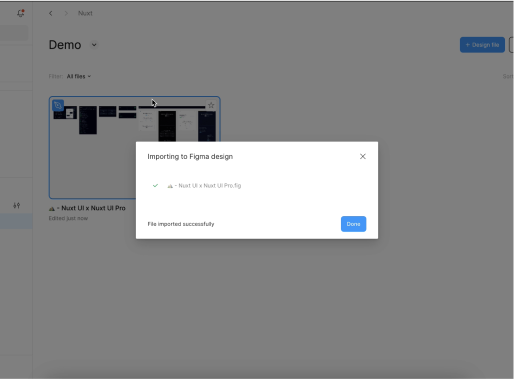 Nuxt
Demo
+ Design file
Filter: All files
Sort
Importing to Figma design
- Nuxt UI x Nuxt UI Pro.fig
File imported successfully
Done
- Nuxt UI x Nuxt UI Pro
Edited just now